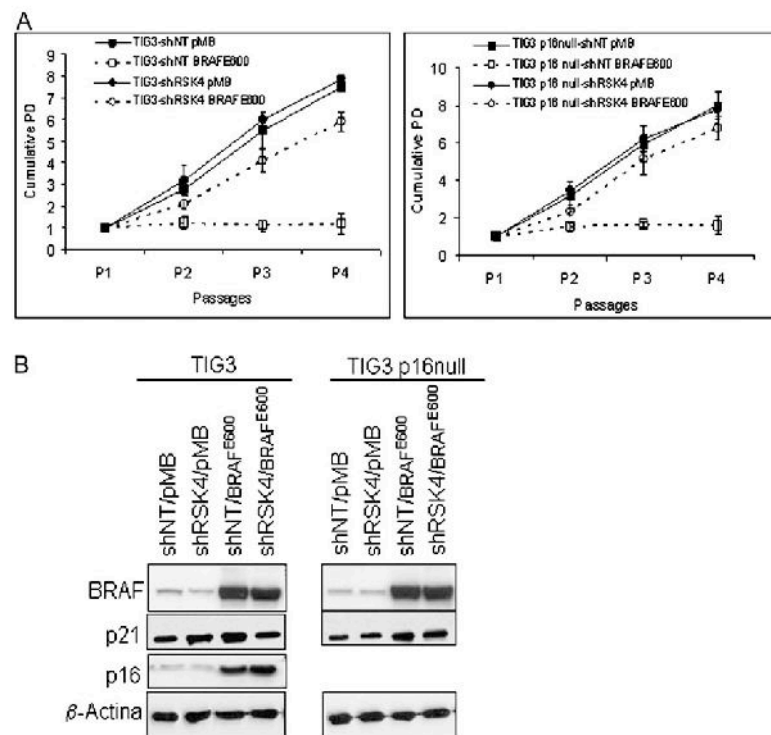 A
TIG3-shNT pMB
TIG3-shNT BRAFE600
TIG3-shRSK4 pMB
TIG3-shRSK4 BRAFE600
9
8
7
6
5
4
3
2
1
0
Cumulative PD
P1 P2 P3 P4
Passages
TIG3 p16null-shNT pMB
TIG3 p16 null-shNT BRAFE600
TIG3 p16 null-shRSK4 pMB
TIG3 p16 null-shRSK4 BRAFE600
10
8
6
4
2
0
Cumulative PD
P1 P2 P3 P4
Passages
B
TIG3
TIG3 p16null
shNT/pMB
shRSK4/pMB
shNT/BRAFE600
shRSK4/BRAFE600
shNT/pMB
shRSK4/pMB
shNT/BRAFE600
shRSK4/BRAFE600
BRAF
p21
p16
β-Actina